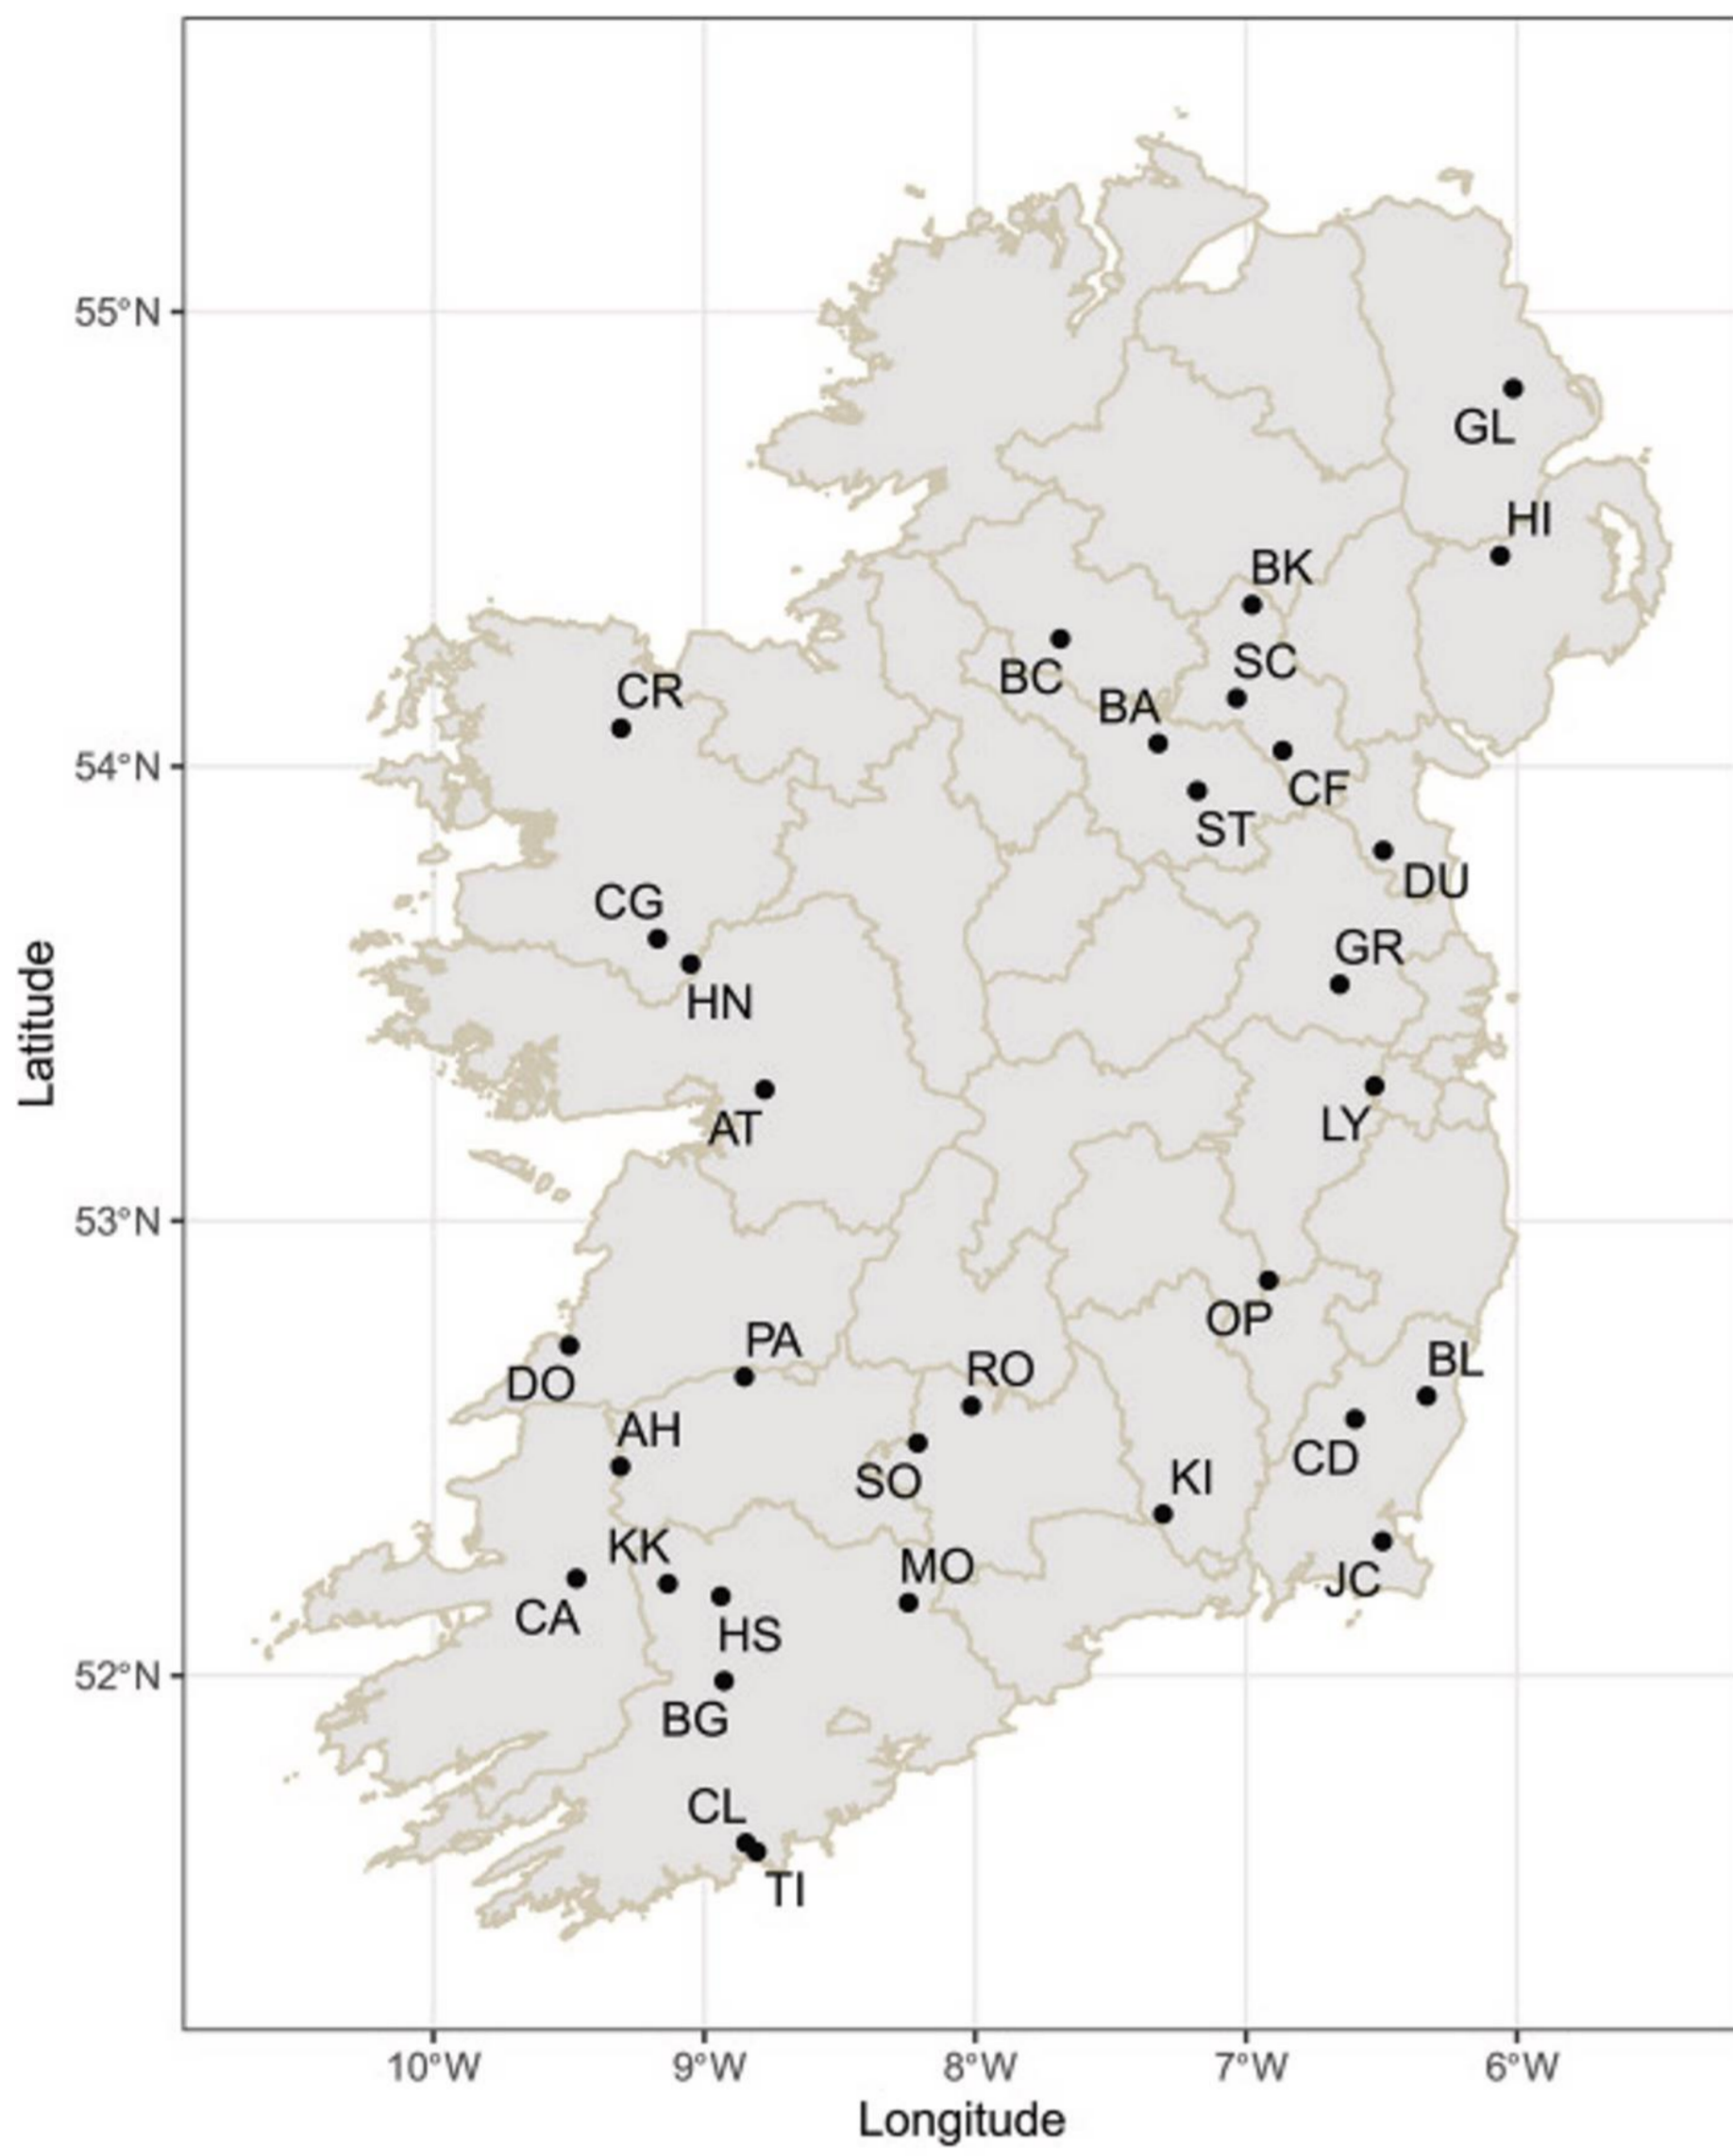 55°N
GL
HI
BK
SC
BC
BA
CR
54°N
CF
ST
DU
CG
GR
HN
AT
LY
53°N
OP
PA
BL
RO
DO
AH
CD
SO
KI
KK
MO
JC
CA
HS
52°N
BG
CL
TI
10°W
9°W
8°W
7°W
6°W
Longitude
Latitude